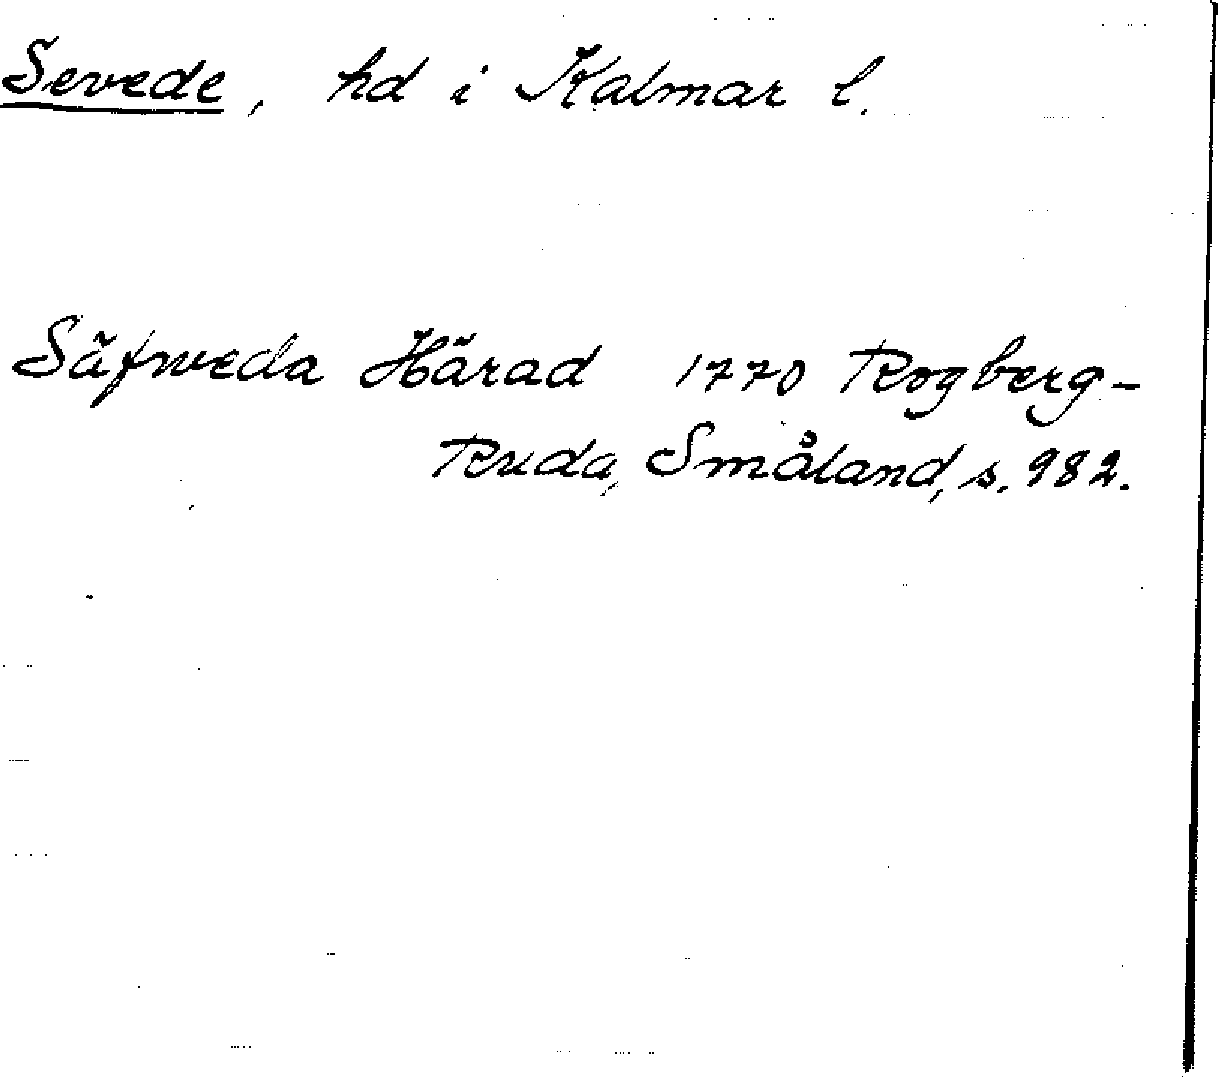 Sevede, hd i Kalmar l.
Säfweda Härad 1770 Rogberg-
Ruda, Småland, s. 982.